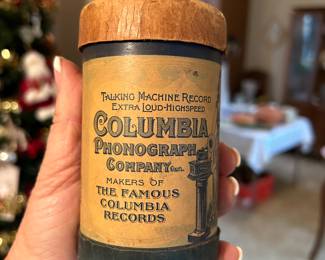 TALKING MACHINE RECORD
EXTRA LOUD-HIGHSPEED
COLUMBIA
PHONOGRAPH
COMPANY, GEN.
MAKERS OF
THE FAMOUS
COLUMBIA
RECORDS